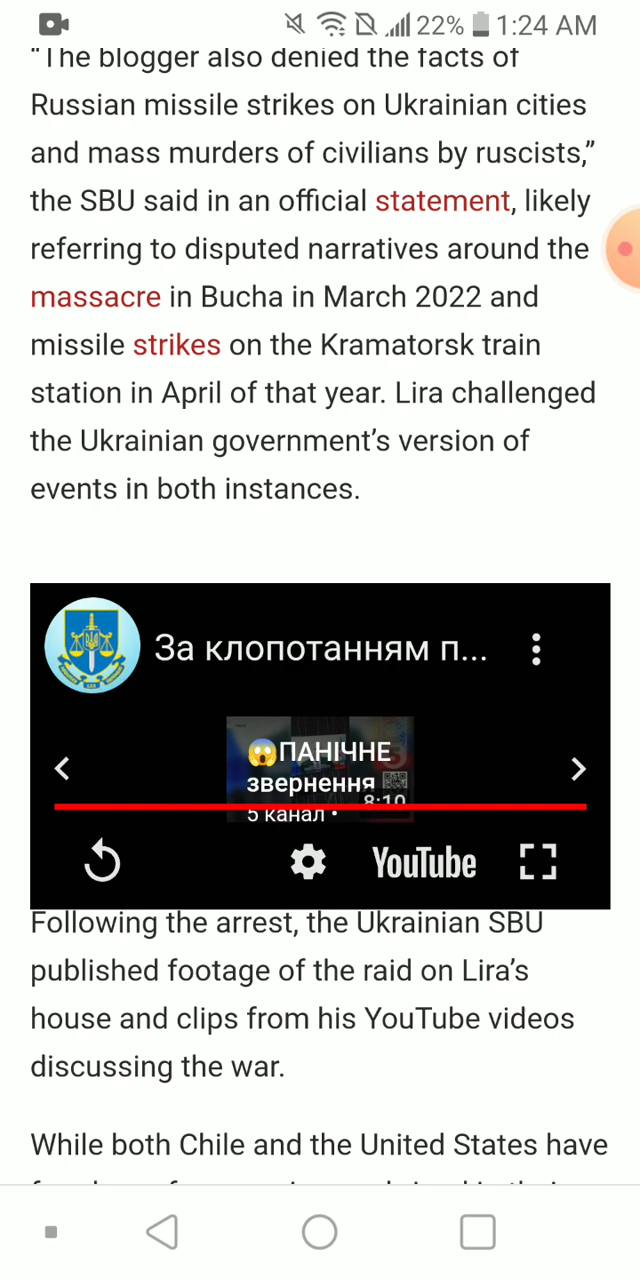 22% 1:24 AM
"The blogger also denied the facts of
Russian missile strikes on Ukrainian cities
and mass murders of civilians by ruscists,”
the SBU said in an official statement, likely
referring to disputed narratives around the
massacre in Bucha in March 2022 and
missile strikes on the Kramatorsk train
station in April of that year. Lira challenged
the Ukrainian government’s version of
events in both instances.
За клопотанням п...
😱ПАНІЧНЕ
звернення
8:10
5 канал •
YouTube
Following the arrest, the Ukrainian SBU
published footage of the raid on Lira’s
house and clips from his YouTube videos
discussing the war.
While both Chile and the United States have